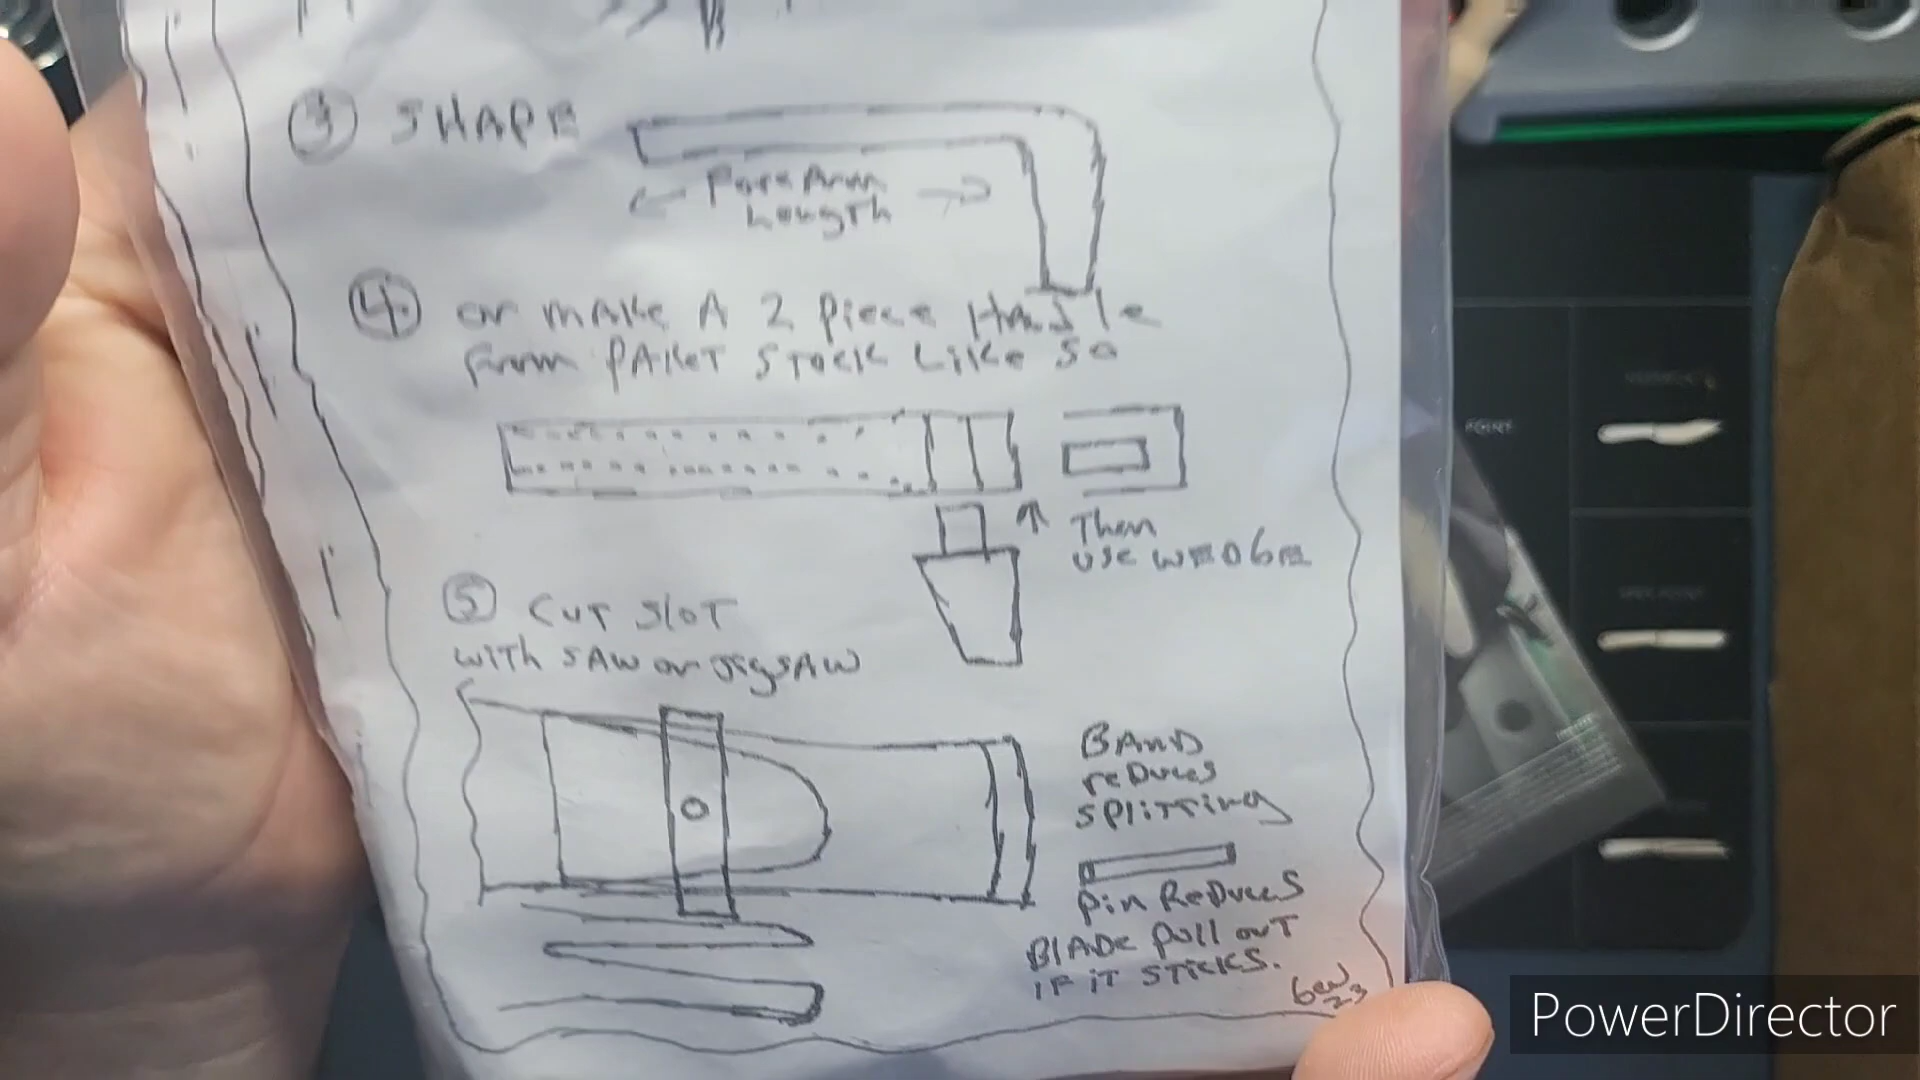 ③ SHAPE
ForeArm
Length
④. or make A 2 piece Handle
from pAllet STOCK LIKE SO
Then
use WEDGE
⑤ CUT SLOT
WITH SAW or JigSAW
BAND
reDuces
splitting
Pin ReDuces
BlADe pull ouT
IF iT STicks.
POINT
PowerDirector